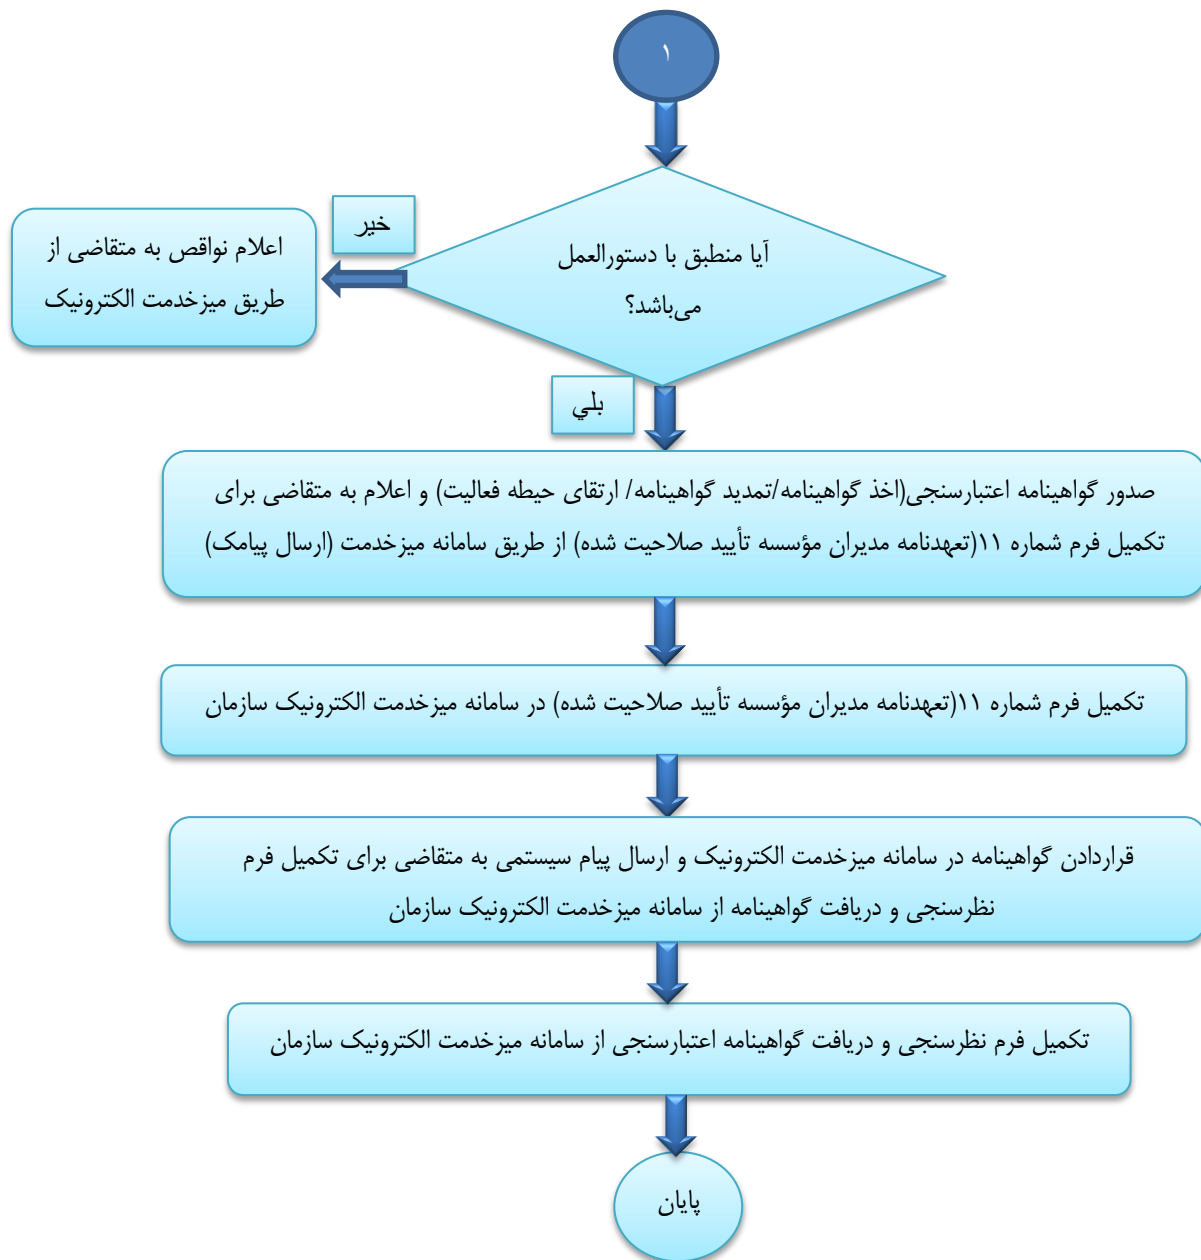 ۱
آیا منطبق با دستورالعمل
می‌باشد؟
خیر
اعلام نواقص به متقاضی از
طریق میزخدمت الکترونیک
بلي
صدور گواهینامه اعتبارسنجی(اخذ گواهینامه/تمدید گواهینامه/ ارتقای حیطه فعالیت) و اعلام به متقاضی برای
تکمیل فرم شماره ۱۱(تعهدنامه مدیران مؤسسه تأیید صلاحیت شده) از طریق سامانه میزخدمت (ارسال پیامک)
تکمیل فرم شماره ۱۱(تعهدنامه مدیران مؤسسه تأیید صلاحیت شده) در سامانه میزخدمت الکترونیک سازمان
قراردادن گواهینامه در سامانه میزخدمت الکترونیک و ارسال پیام سیستمی به متقاضی برای تکمیل فرم
نظرسنجی و دریافت گواهینامه از سامانه میزخدمت الکترونیک سازمان
تکمیل فرم نظرسنجی و دریافت گواهینامه اعتبارسنجی از سامانه میزخدمت الکترونیک سازمان
پایان